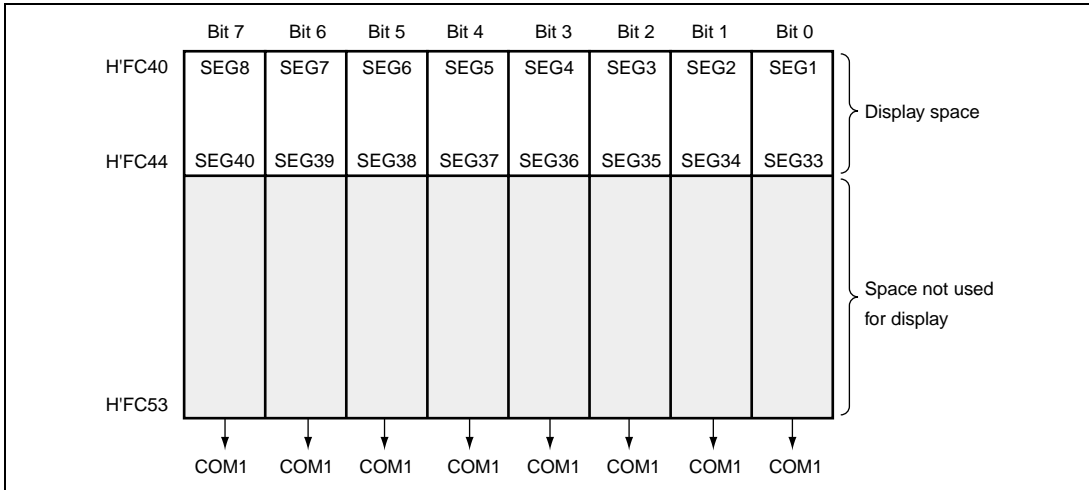 Bit 7 Bit 6 Bit 5 Bit 4 Bit 3 Bit 2 Bit 1 Bit 0
H'FC40 SEG8 SEG7 SEG6 SEG5 SEG4 SEG3 SEG2 SEG1
Display space
H'FC44 SEG40 SEG39 SEG38 SEG37 SEG36 SEG35 SEG34 SEG33
Space not used
for display
H'FC53
COM1 COM1 COM1 COM1 COM1 COM1 COM1 COM1